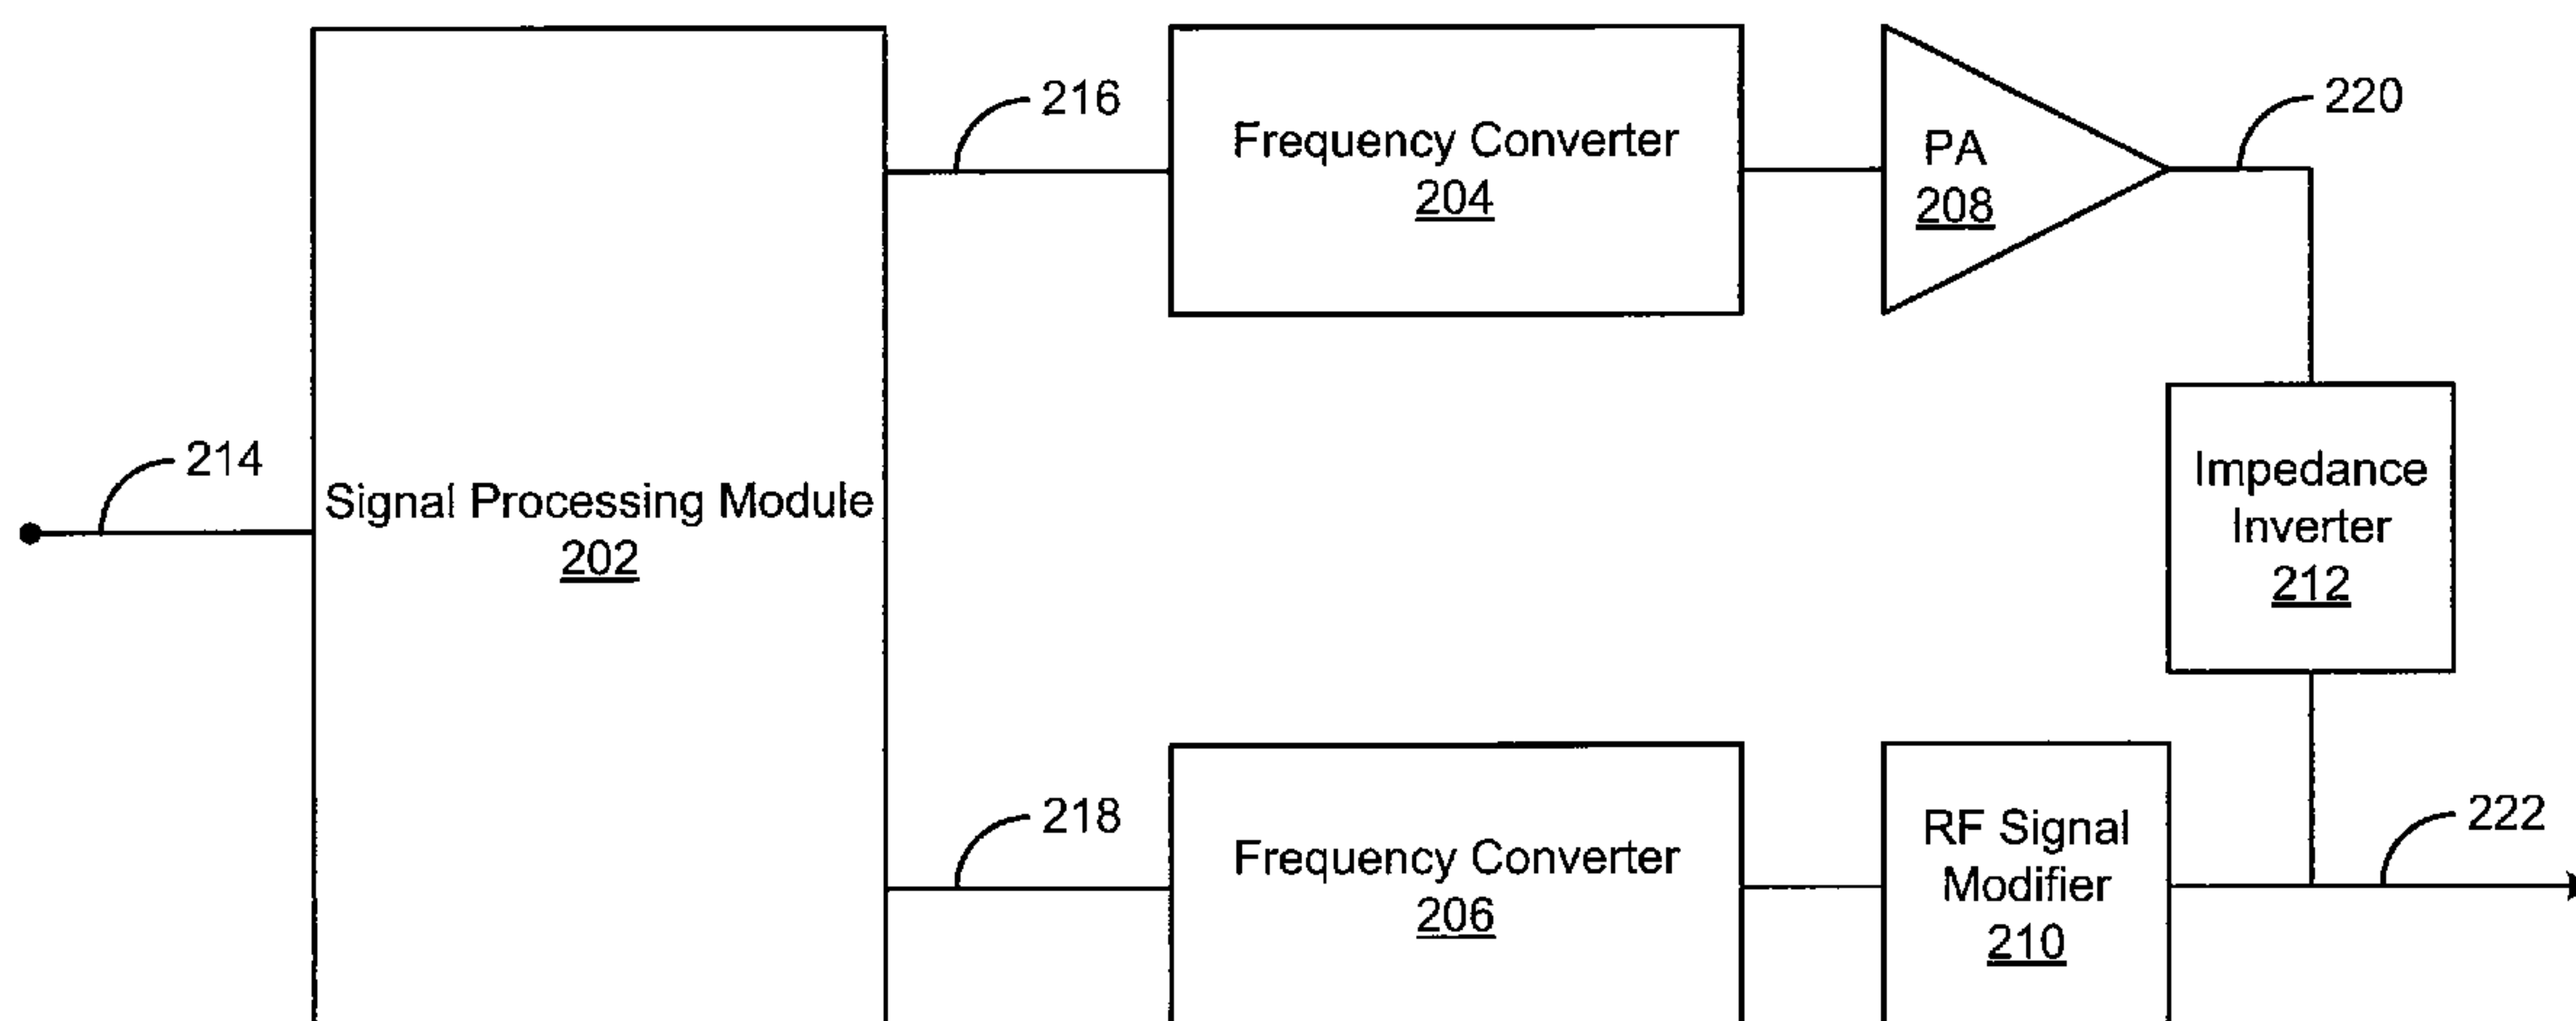 216
220
Frequency Converter
204
PA
208
214
Signal Processing Module
202
Impedance
Inverter
212
218
222
Frequency Converter
206
RF Signal
Modifier
210